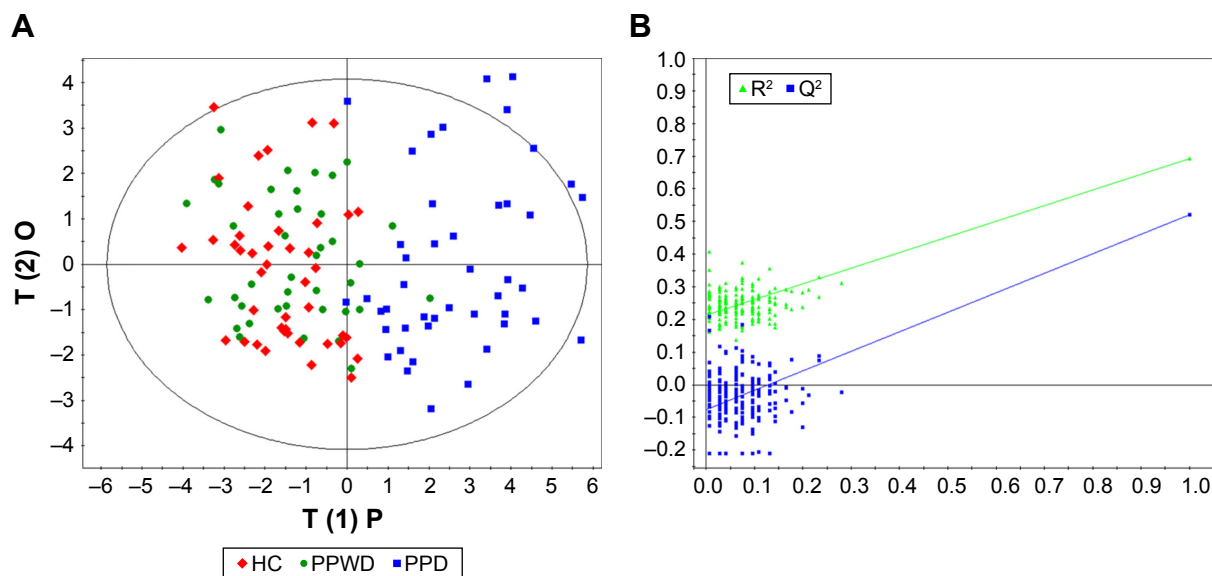 A
T (2) O
4
3
2
1
0
–1
–2
–3
–4
–6 –5 –4 –3 –2 –1 0 1 2 3 4 5 6
T (1) P
HC PPWD PPD
B
R² Q²
1.0
0.9
0.8
0.7
0.6
0.5
0.4
0.3
0.2
0.1
0.0
–0.1
–0.2
0.0 0.1 0.2 0.3 0.4 0.5 0.6 0.7 0.8 0.9 1.0